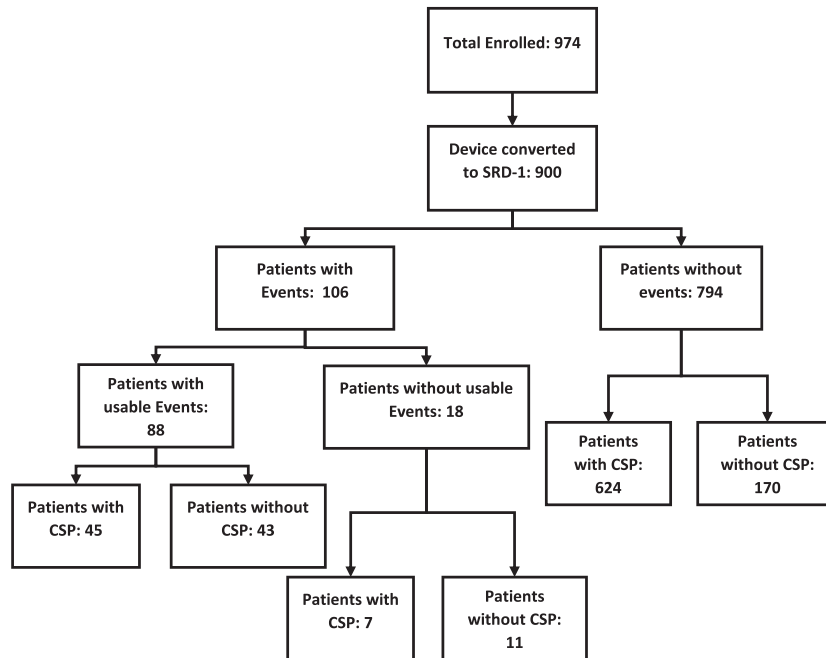 Total Enrolled: 974
Device converted
to SRD-1: 900
Patients with
Events:  106
Patients without
events: 794
Patients with
usable Events:
88
Patients without usable
Events: 18
Patients
with CSP:
624
Patients
without CSP:
170
Patients with
CSP: 45
Patients without
CSP: 43
Patients with
CSP: 7
Patients
without CSP:
11